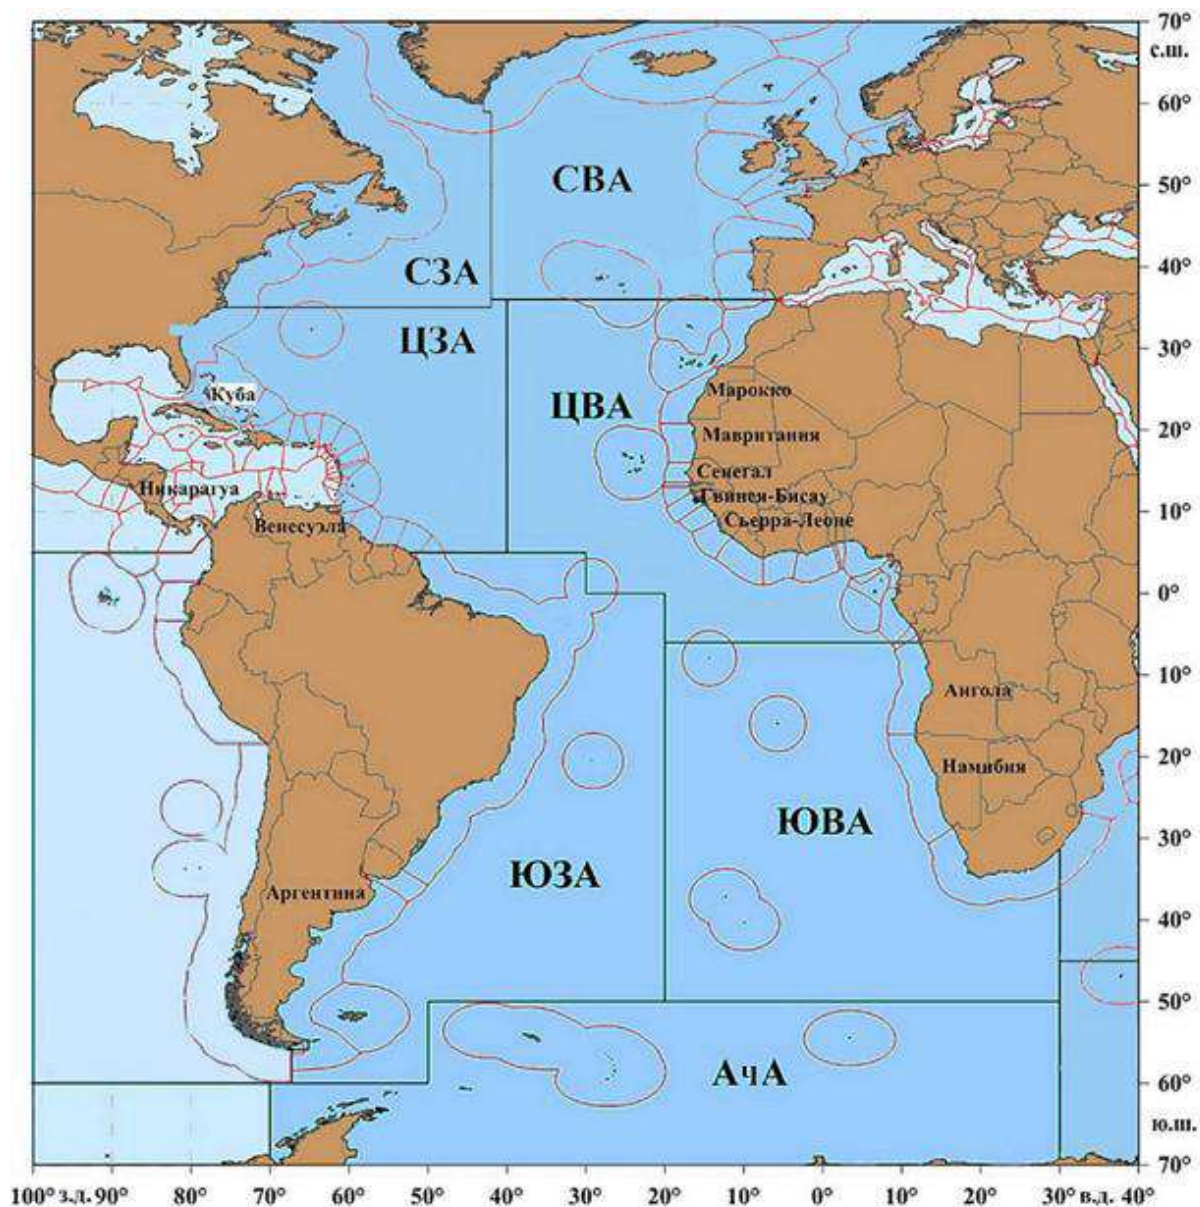 70°
с.ш.
60°
СВА
50°
СЗА
40°
ЦЗА
30°
Куба
ЦВА
Марокко
Мавритания
20°
Сенегал
Никарагуа
Гвинея-Бисау
Сьерра-Леоне
Венесуэла
10°
0°
Ангола
10°
Намибия
20°
ЮВА
30°
ЮЗА
Аргентина
40°
50°
АчА
60°
ю.ш.
70°
100° з.д. 90° 80° 70° 60° 50° 40° 30° 20° 10° 0° 10° 20° 30° в.д. 40°